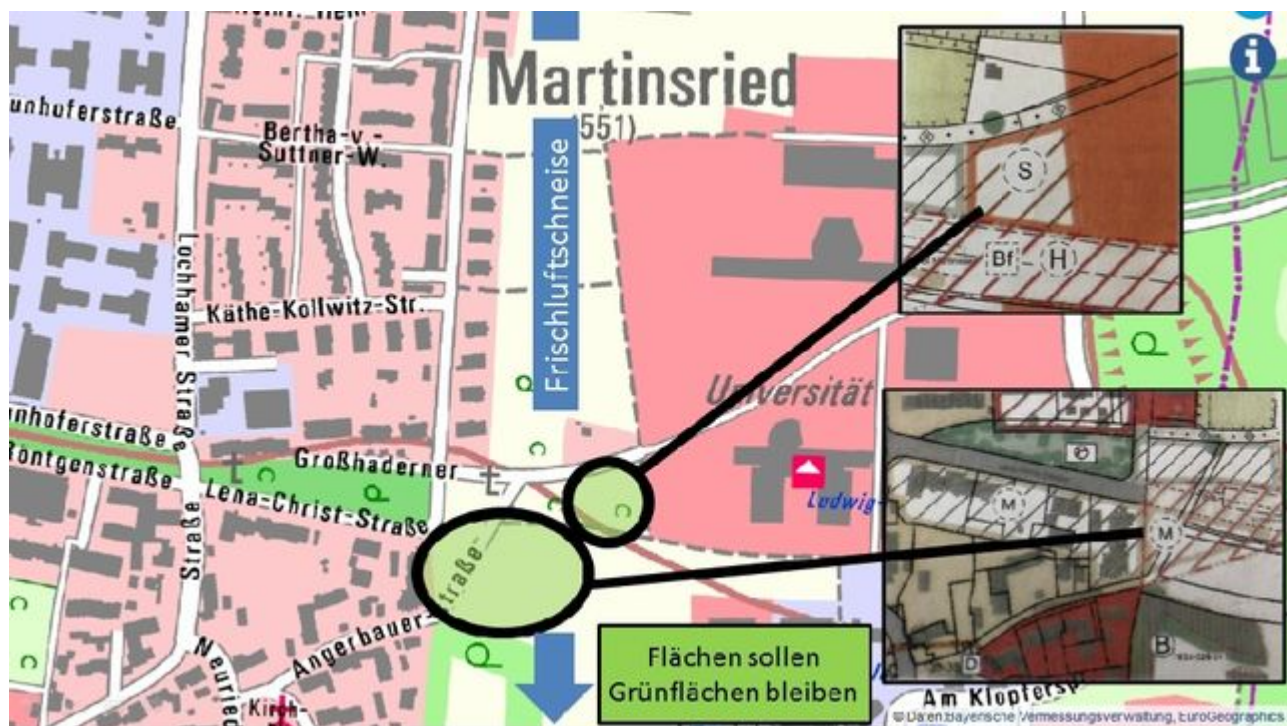 Martinsried
(551)
unhoferstraße
Bertha-v.-
Suttner-W.
Lochhamer Straße
Käthe-Kollwitz-Str.
Frischluftschneise
Universität
Ludwig-
S
Bf
H
unhoferstraße
Röntgenstraße
Großhaderner
Lena-Christ-Straße
Straße
Angerbauer-
traße
Neuried
Kirch-
M
M
D
B
Flächen sollen
Grünflächen bleiben
Am Klopfersp
© Daten:Bayerische Vermessungsverwaltung, EuroGeographics